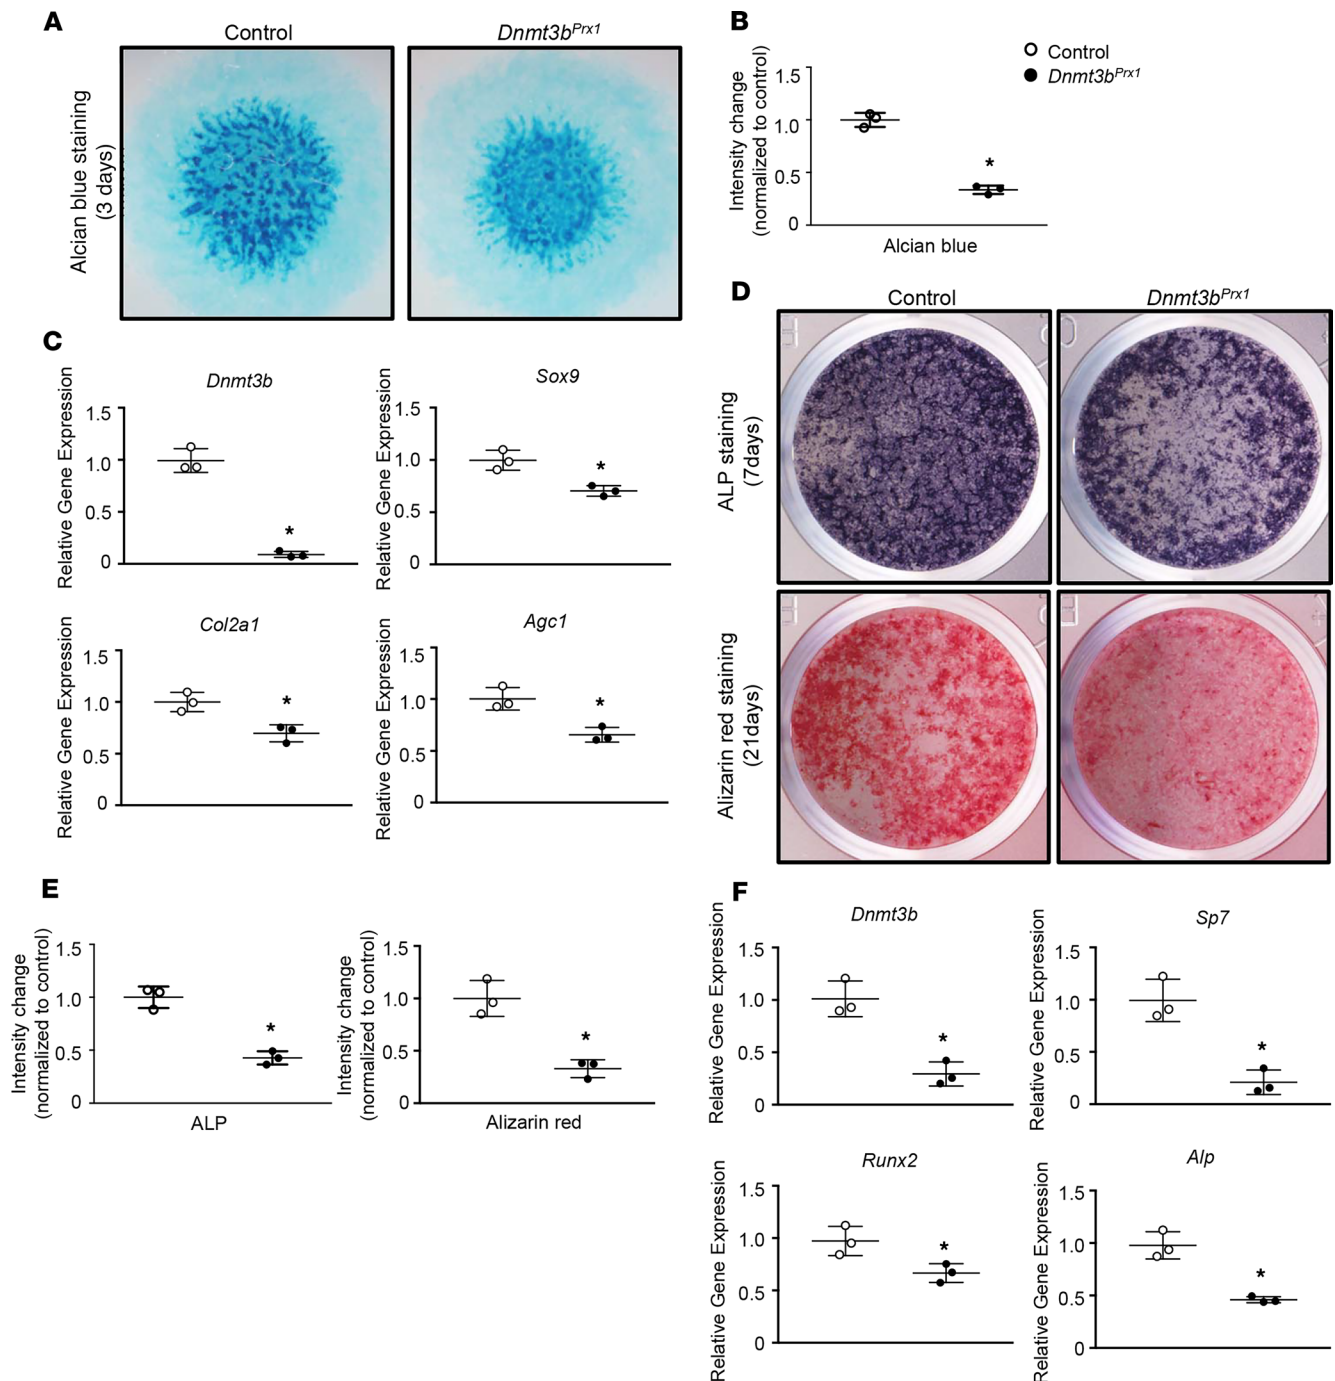 A
Control
Dnmt3bPrx1
Alcian blue staining
(3 days)
B
Control
Dnmt3bPrx1
Intensity change
(normalized to control)
1.5
1.0
0.5
0
*
Alcian blue
C
Dnmt3b
Relative Gene Expression
1.5
1.0
0.5
0
*
Sox9
Relative Gene Expression
1.5
1.0
0.5
0
*
Col2a1
Relative Gene Expression
1.5
1.0
0.5
0
*
Agc1
Relative Gene Expression
1.5
1.0
0.5
0
*
D
Control
Dnmt3bPrx1
ALP staining
(7days)
Alizarin red staining
(21days)
E
Intensity change
(normalized to control)
1.5
1.0
0.5
0
*
ALP
Intensity change
(normalized to control)
1.5
1.0
0.5
0
*
Alizarin red
F
Dnmt3b
Relative Gene Expression
1.5
1.0
0.5
0
*
Sp7
Relative Gene Expression
1.5
1.0
0.5
0
*
Runx2
Relative Gene Expression
1.5
1.0
0.5
0
*
Alp
Relative Gene Expression
1.5
1.0
0.5
0
*